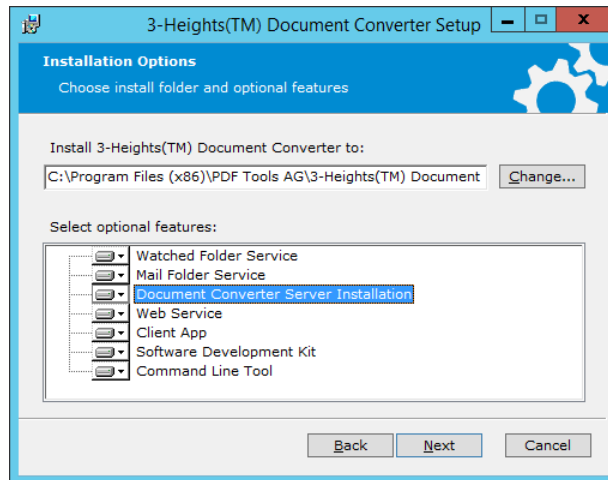 3-Heights(TM) Document Converter Setup
Installation Options
Choose install folder and optional features
Install 3-Heights(TM) Document Converter to:
C:\Program Files (x86)\PDF Tools AG\3-Heights(TM) Document
Change...
Select optional features:
Watched Folder Service
Mail Folder Service
Document Converter Server Installation
Web Service
Client App
Software Development Kit
Command Line Tool
Back Next Cancel